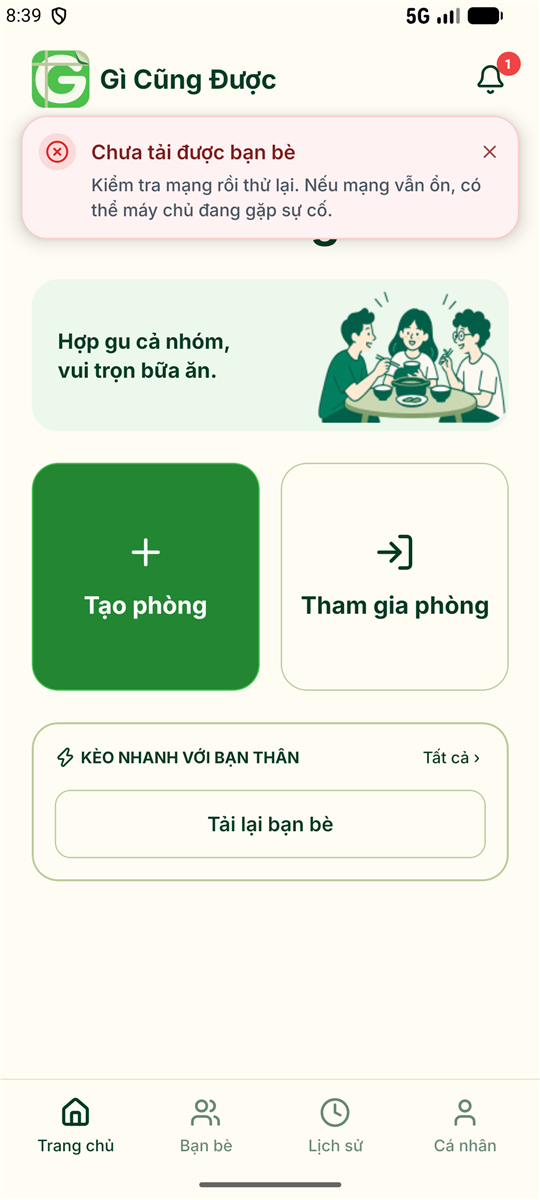 8:39
5G
G Gì Cũng Được
1
Chưa tải được bạn bè
Kiểm tra mạng rồi thử lại. Nếu mạng vẫn ổn, có
thể máy chủ đang gặp sự cố.
Hợp gu cả nhóm,
vui trọn bữa ăn.
Tạo phòng
Tham gia phòng
KÈO NHANH VỚI BẠN THÂN
Tất cả ›
Tải lại bạn bè
Trang chủ
Bạn bè
Lịch sử
Cá nhân